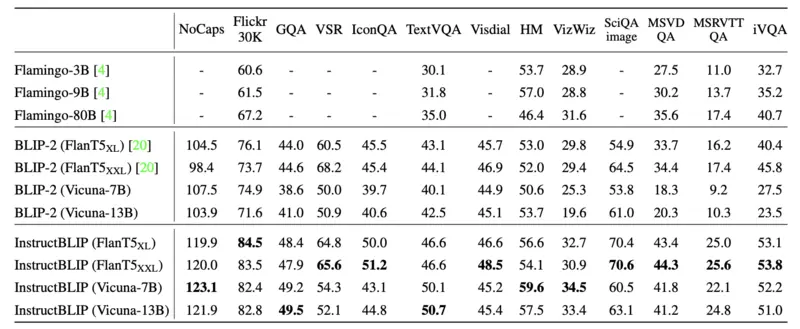 NoCaps Flickr 30K GQA VSR IconQA TextVQA Visdial HM VizWiz SciQA image MSVD QA MSRVTT QA iVQA
Flamingo-3B [4] - 60.6 - - - 30.1 - 53.7 28.9 - 27.5 11.0 32.7
Flamingo-9B [4] - 61.5 - - - 31.8 - 57.0 28.8 - 30.2 13.7 35.2
Flamingo-80B [4] - 67.2 - - - 35.0 - 46.4 31.6 - 35.6 17.4 40.7
BLIP-2 (FlanT5XL) [20] 104.5 76.1 44.0 60.5 45.5 43.1 45.7 53.0 29.8 54.9 33.7 16.2 40.4
BLIP-2 (FlanT5XXL) [20] 98.4 73.7 44.6 68.2 45.4 44.1 46.9 52.0 29.4 64.5 34.4 17.4 45.8
BLIP-2 (Vicuna-7B) 107.5 74.9 38.6 50.0 39.7 40.1 44.9 50.6 25.3 53.8 18.3 9.2 27.5
BLIP-2 (Vicuna-13B) 103.9 71.6 41.0 50.9 40.6 42.5 45.1 53.7 19.6 61.0 20.3 10.3 23.5
InstructBLIP (FlanT5XL) 119.9 84.5 48.4 64.8 50.0 46.6 46.6 56.6 32.7 70.4 43.4 25.0 53.1
InstructBLIP (FlanT5XXL) 120.0 83.5 47.9 65.6 51.2 46.6 48.5 54.1 30.9 70.6 44.3 25.6 53.8
InstructBLIP (Vicuna-7B) 123.1 82.4 49.2 54.3 43.1 50.1 45.2 59.6 34.5 60.5 41.8 22.1 52.2
InstructBLIP (Vicuna-13B) 121.9 82.8 49.5 52.1 44.8 50.7 45.4 57.5 33.4 63.1 41.2 24.8 51.0